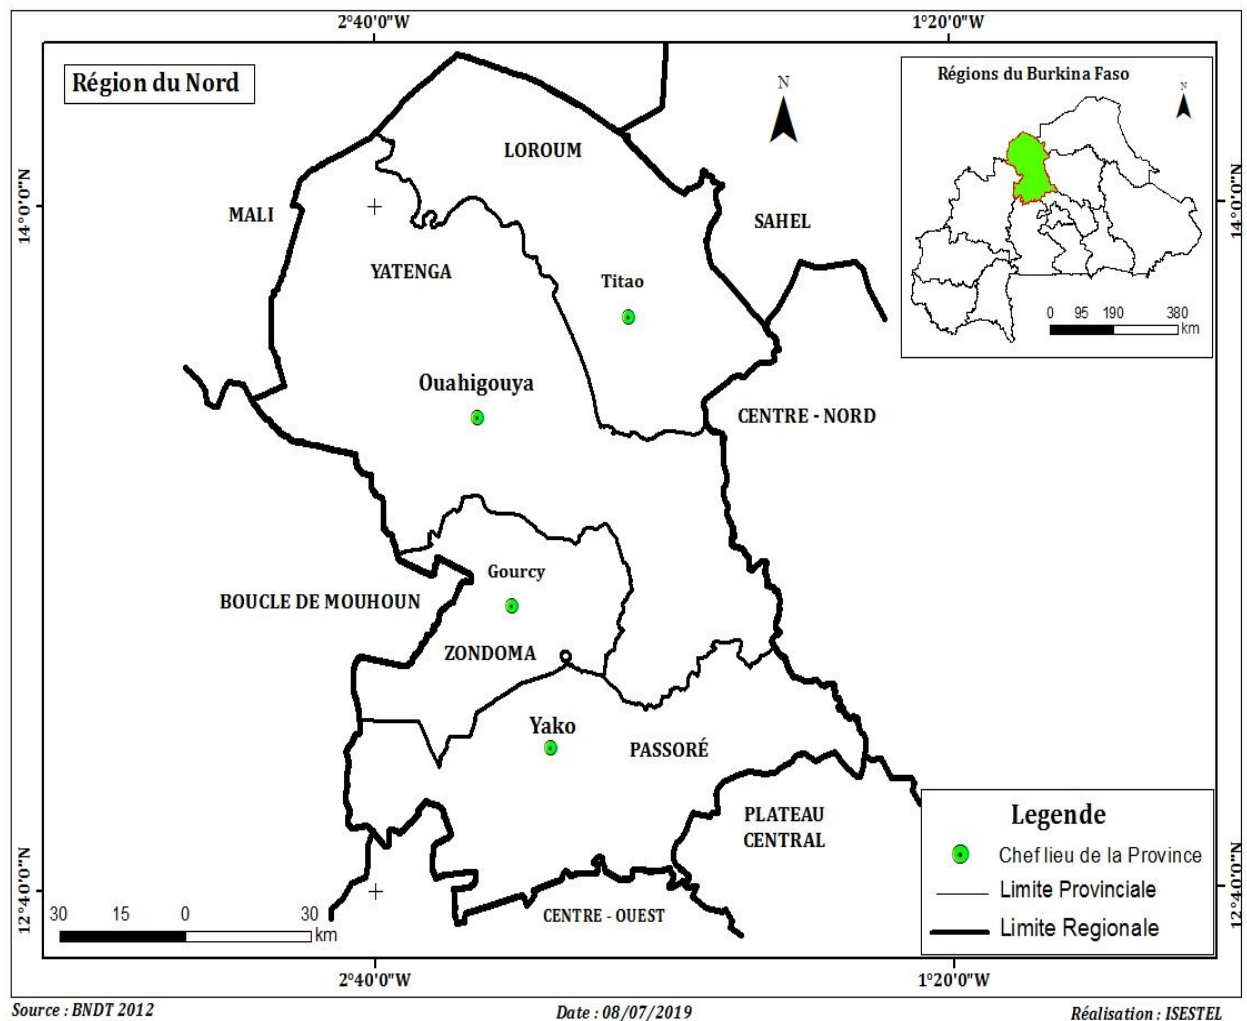 2°40'0"W
1°20'0"W
Région du Nord
N
Régions du Burkina Faso
N
LOROUM
14°0'0"N
14°0'0"N
MALI
SAHEL
YATENGA
Titao
0 95 190 380
km
Ouahigouya
CENTRE - NORD
Gourcy
BOUCLE DE MOUHOUN
ZONDOMA
Yako
PASSORÉ
PLATEAU
CENTRAL
Legende
Chef lieu de la Province
Limite Provinciale
Limite Regionale
12°40'0"N
12°40'0"N
30 15 0 30
km
CENTRE - OUEST
2°40'0"W
1°20'0"W
Source : BNDT 2012
Date : 08/07/2019
Réalisation : ISESTEL